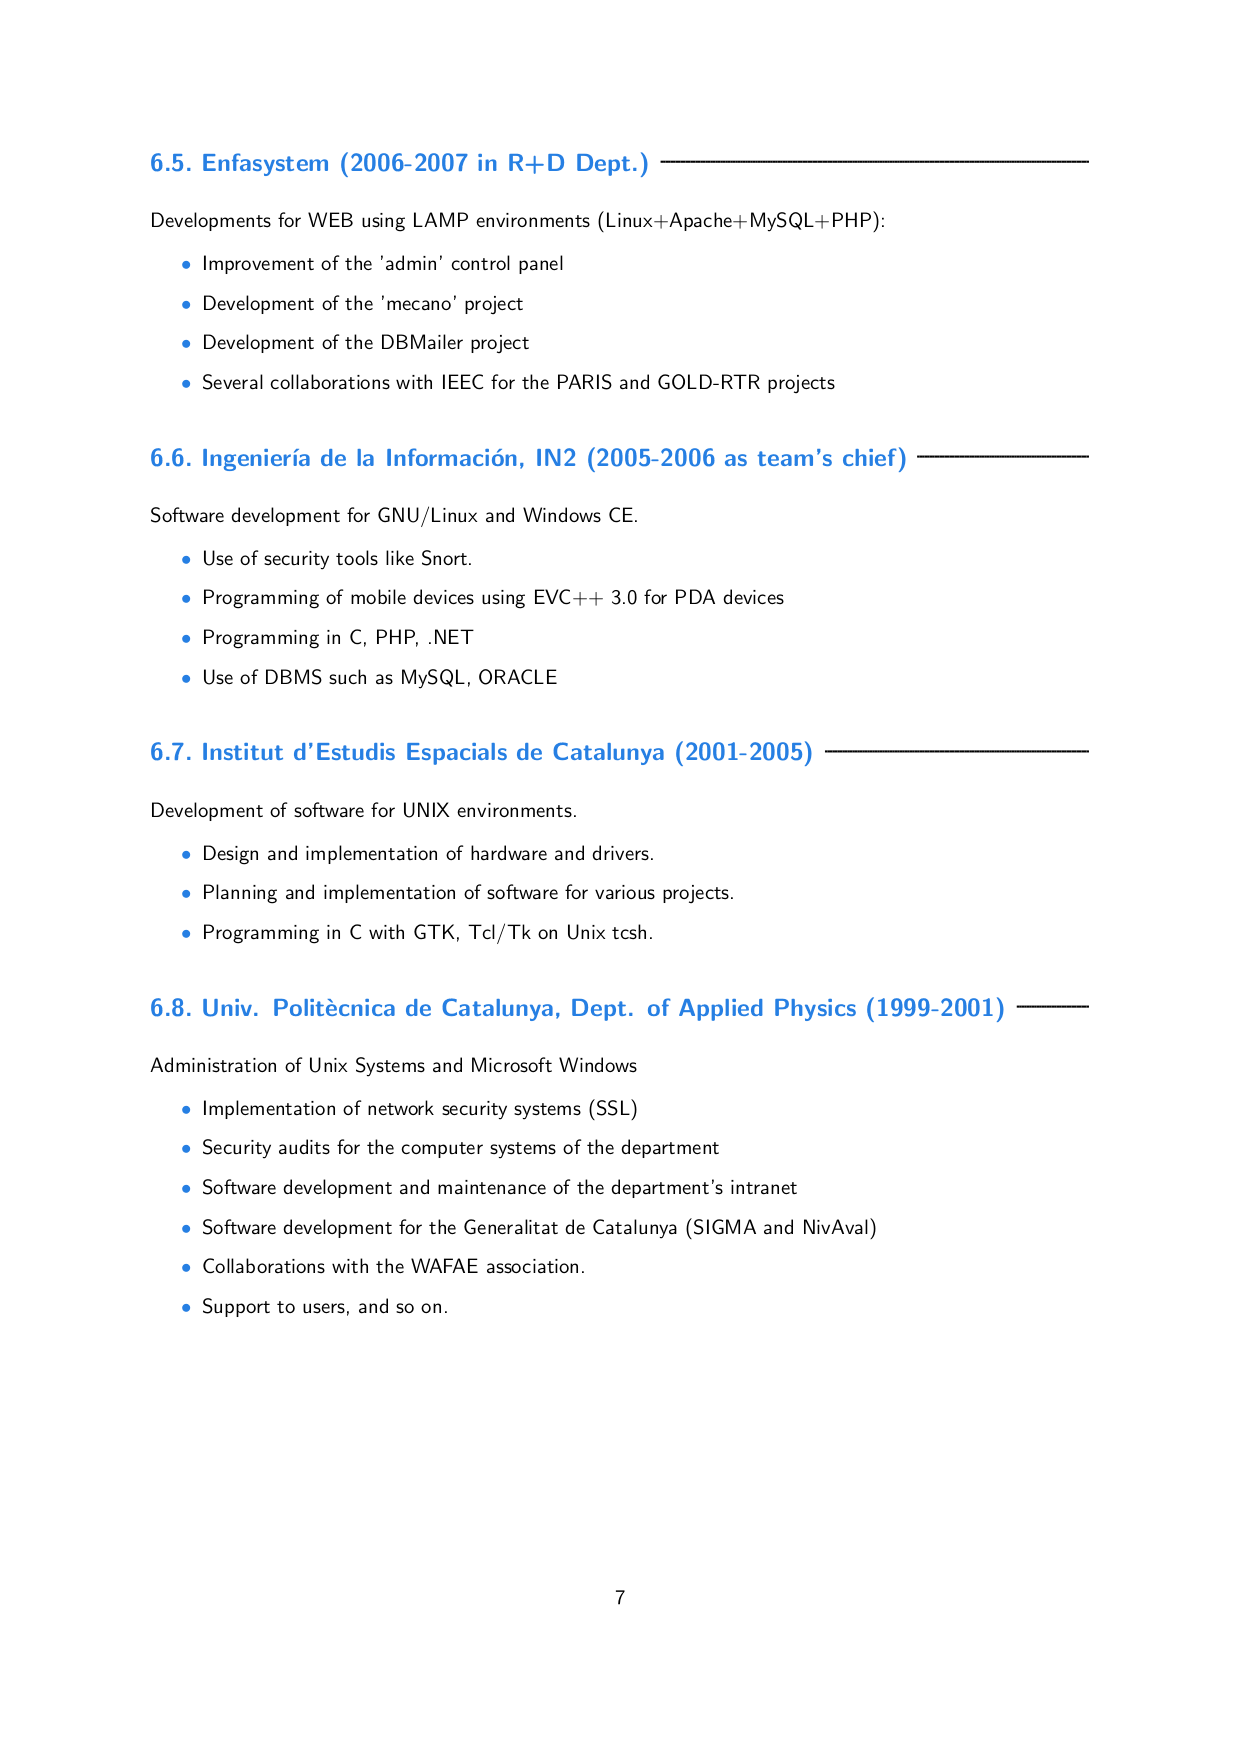 6.5. Enfasystem (2006-2007 in R+D Dept.)
Developments for WEB using LAMP environments (Linux+Apache+MySQL+PHP):
• Improvement of the 'admin' control panel
• Development of the 'mecano' project
• Development of the DBMailer project
• Several collaborations with IEEC for the PARIS and GOLD-RTR projects
6.6. Ingeniería de la Información, IN2 (2005-2006 as team's chief)
Software development for GNU/Linux and Windows CE.
• Use of security tools like Snort.
• Programming of mobile devices using EVC++ 3.0 for PDA devices
• Programming in C, PHP, .NET
• Use of DBMS such as MySQL, ORACLE
6.7. Institut d'Estudis Espacials de Catalunya (2001-2005)
Development of software for UNIX environments.
• Design and implementation of hardware and drivers.
• Planning and implementation of software for various projects.
• Programming in C with GTK, Tcl/Tk on Unix tcsh.
6.8. Univ. Politècnica de Catalunya, Dept. of Applied Physics (1999-2001)
Administration of Unix Systems and Microsoft Windows
• Implementation of network security systems (SSL)
• Security audits for the computer systems of the department
• Software development and maintenance of the department's intranet
• Software development for the Generalitat de Catalunya (SIGMA and NivAval)
• Collaborations with the WAFAE association.
• Support to users, and so on.
7